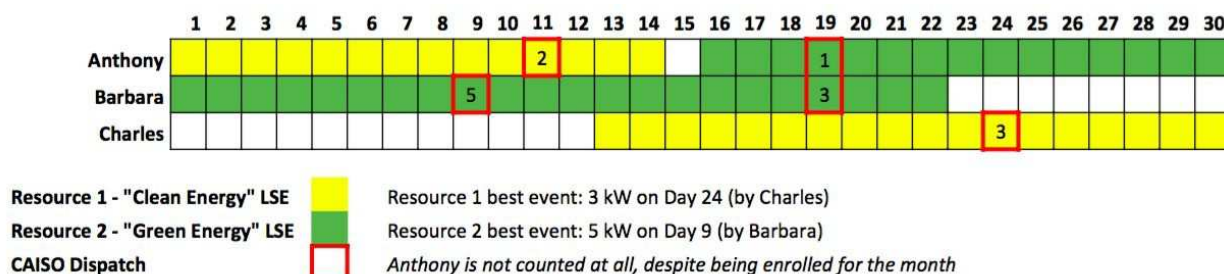 1 2 3 4 5 6 7 8 9 10 11 12 13 14 15 16 17 18 19 20 21 22 23 24 25 26 27 28 29 30
Anthony 2 1
Barbara 5 3
Charles 3
Resource 1 - "Clean Energy" LSE Resource 1 best event: 3 kW on Day 24 (by Charles)
Resource 2 - "Green Energy" LSE Resource 2 best event: 5 kW on Day 9 (by Barbara)
CAISO Dispatch Anthony is not counted at all, despite being enrolled for the month